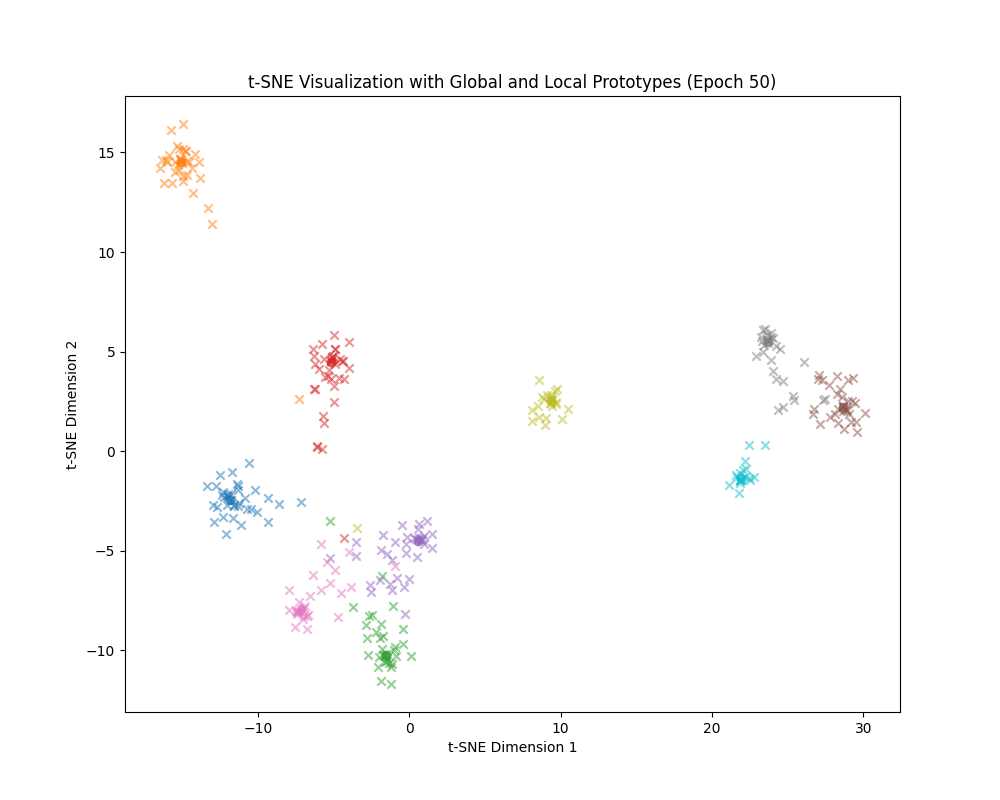 t-SNE Visualization with Global and Local Prototypes (Epoch 50)
15
10
5
0
−5
−10
t-SNE Dimension 2
−10 0 10 20 30
t-SNE Dimension 1